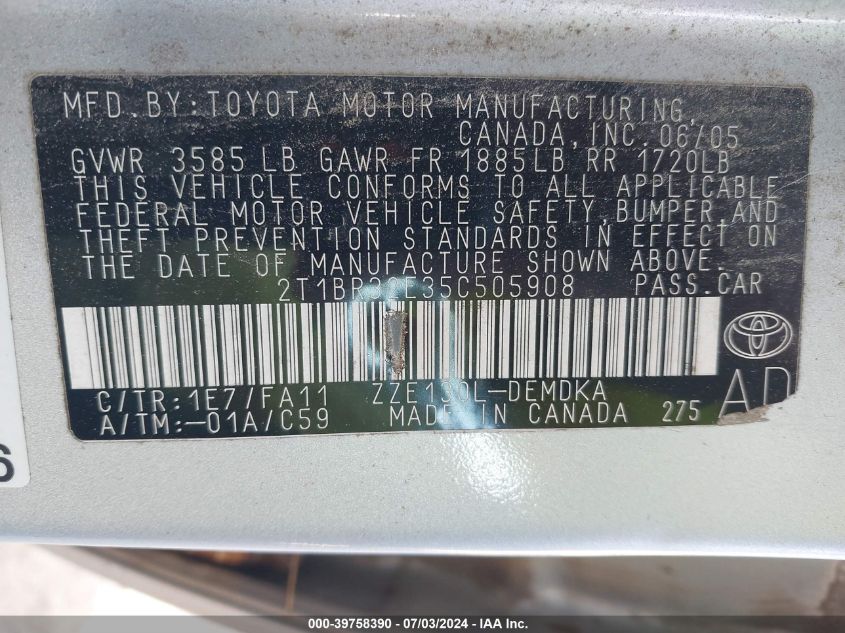 MFD.BY:TOYOTA MOTOR MANUFACTURING,
CANADA,INC. 06/05
GVWR 3585 LB GAWR FR 1885LB RR 1720LB
THIS VEHICLE CONFORMS TO ALL APPLICABLE
FEDERAL MOTOR VEHICLE SAFETY,BUMPER,AND
THEFT PREVENTION STANDARDS IN EFFECT ON
THE DATE OF MANUFACTURE SHOWN ABOVE.
2T1BR32E35C505908 PASS.CAR
C/TR:1E7/FA11 ZZE130L-DEMDKA
A/TM:-01A/C59 MADE IN CANADA 275
AD
6
000-39758390 - 07/03/2024 - IAA Inc.